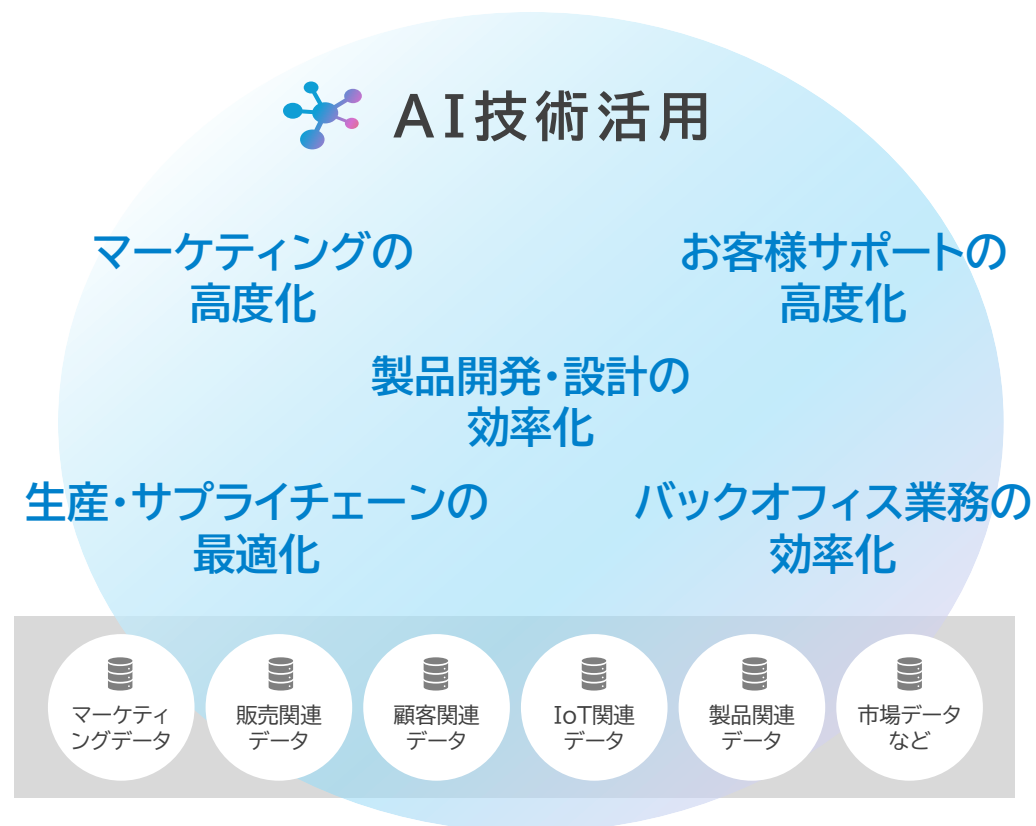 AI技術活用
マーケティングの
高度化
お客様サポートの
高度化
製品開発・設計の
効率化
生産・サプライチェーンの
最適化
バックオフィス業務の
効率化
マーケティ
ングデータ
販売関連
データ
顧客関連
データ
IoT関連
データ
製品関連
データ
市場データ
など